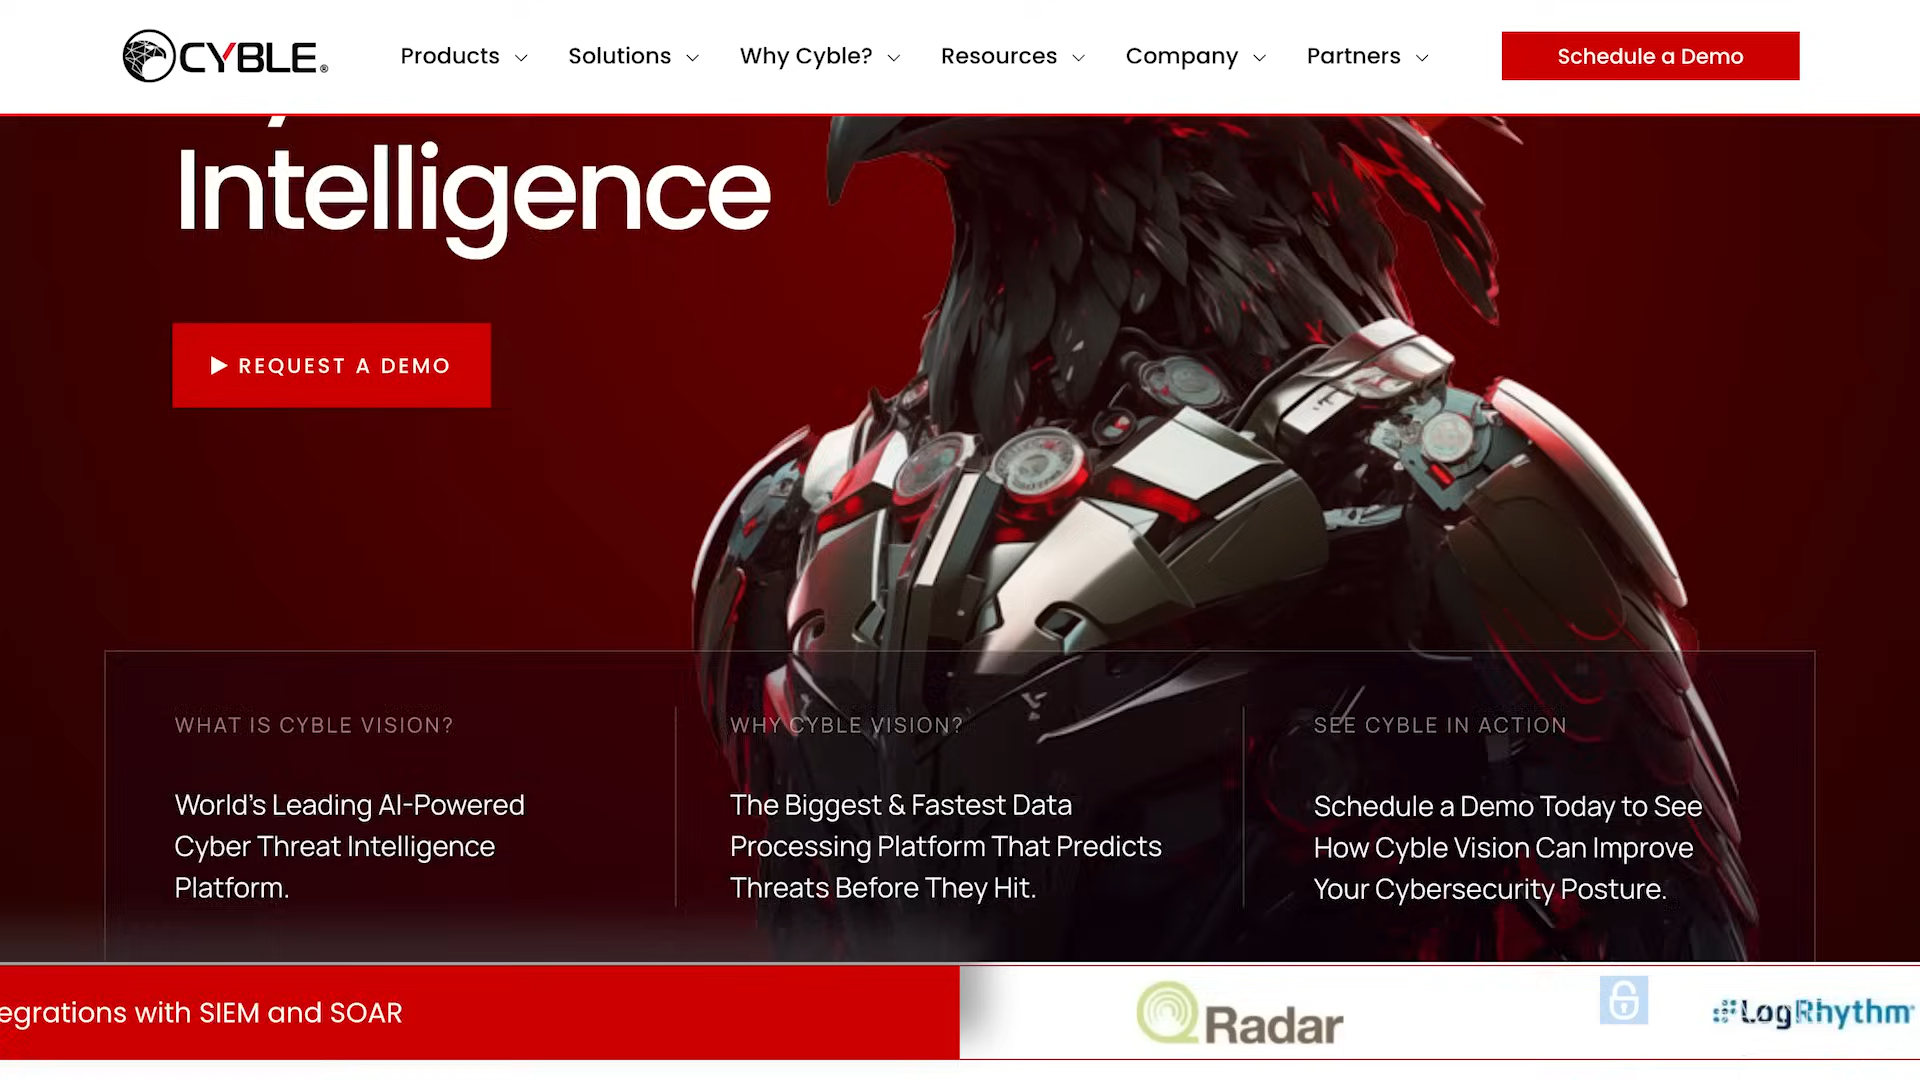 CYBLE®
Products
Solutions
Why Cyble?
Resources
Company
Partners
Schedule a Demo
Intelligence
REQUEST A DEMO
WHAT IS CYBLE VISION?
World's Leading AI-Powered
Cyber Threat Intelligence
Platform.
WHY CYBLE VISION?
The Biggest & Fastest Data
Processing Platform That Predicts
Threats Before They Hit.
SEE CYBLE IN ACTION
Schedule a Demo Today to See
How Cyble Vision Can Improve
Your Cybersecurity Posture.
egrations with SIEM and SOAR
QRadar
LogRhythm